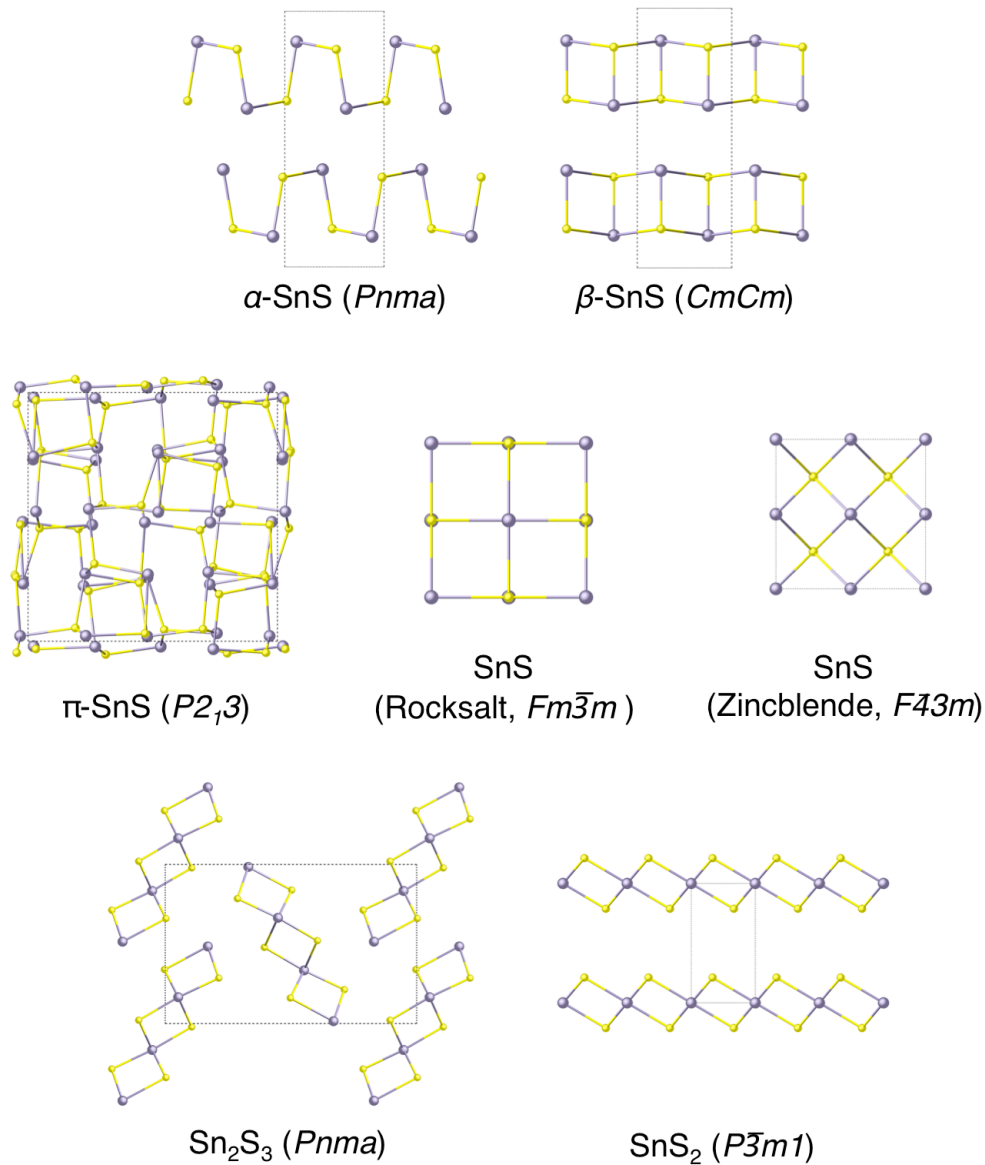 α-SnS (Pnma)
β-SnS (CmCm)
π-SnS (P2₁3)
SnS
(Rocksalt, Fm3̅m )
SnS
(Zincblende, F4̅3m)
Sn₂S₃ (Pnma)
SnS₂ (P3̅m1)